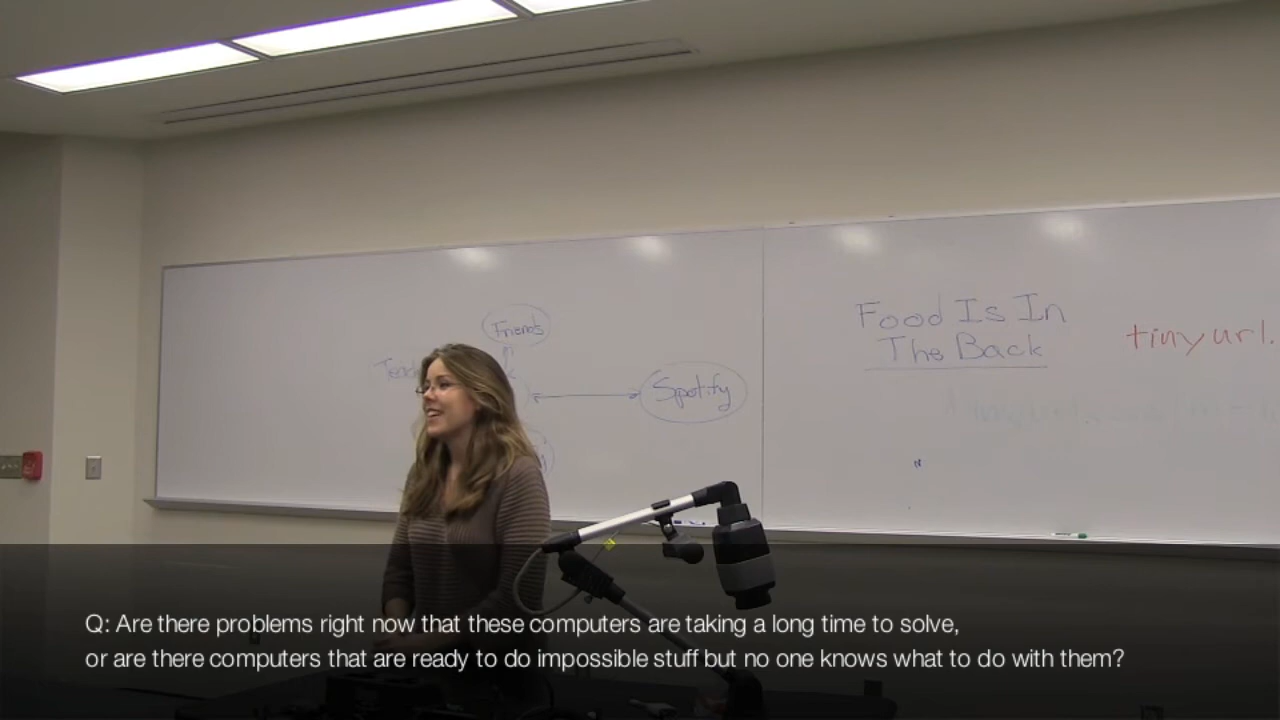 Friends
Spotify
Food Is In
The Back
tinyurl.
Q: Are there problems right now that these computers are taking a long time to solve,
or are there computers that are ready to do impossible stuff but no one knows what to do with them?